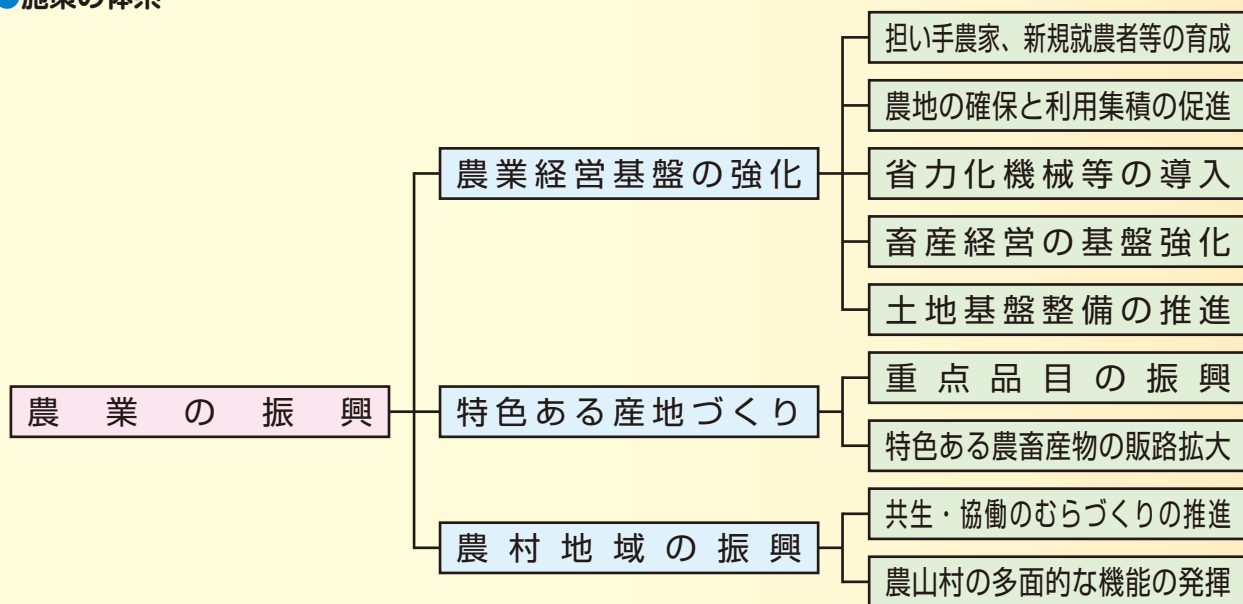 ●施策の体系
農業の振興
農業経営基盤の強化
担い手農家、新規就農者等の育成
農地の確保と利用集積の促進
省力化機械等の導入
畜産経営の基盤強化
土地基盤整備の推進
特色ある産地づくり
重点品目の振興
特色ある農畜産物の販路拡大
農村地域の振興
共生・協働のむらづくりの推進
農山村の多面的な機能の発揮